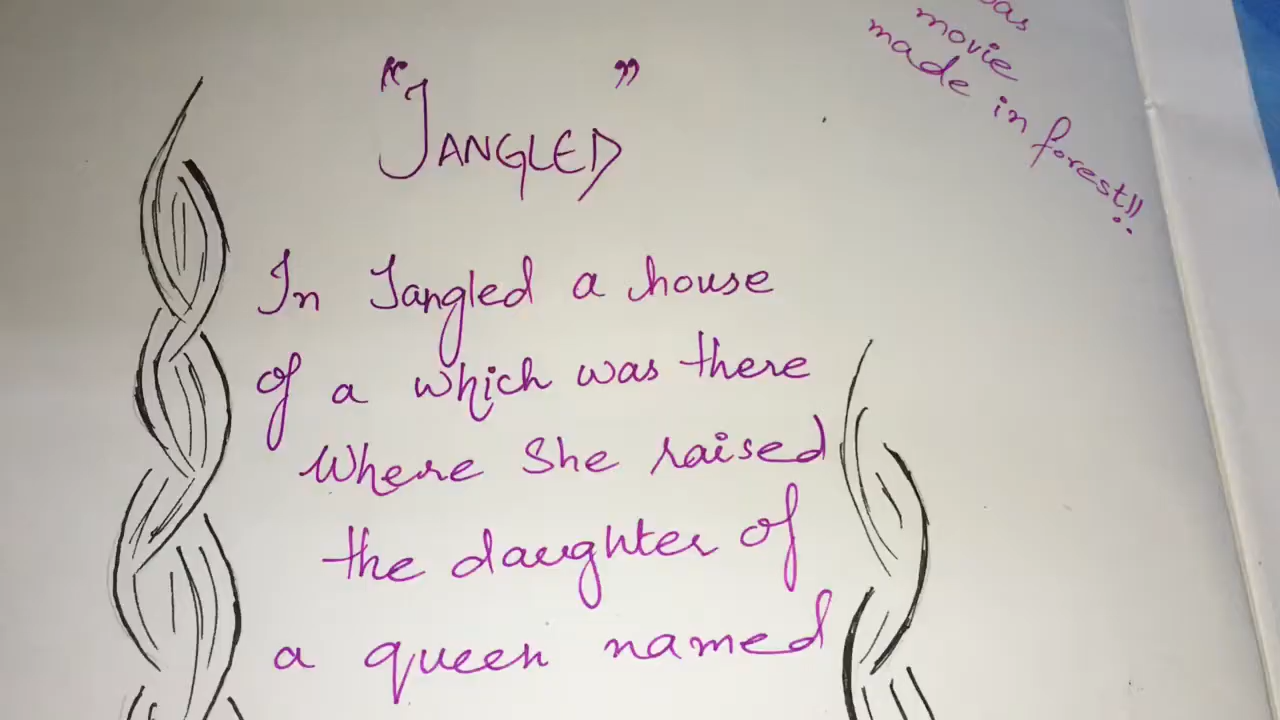 "JANGLED"
In Jangled a house
of a which was there
Where She raised
the daughter of
a queen named
movie
made in forest!!